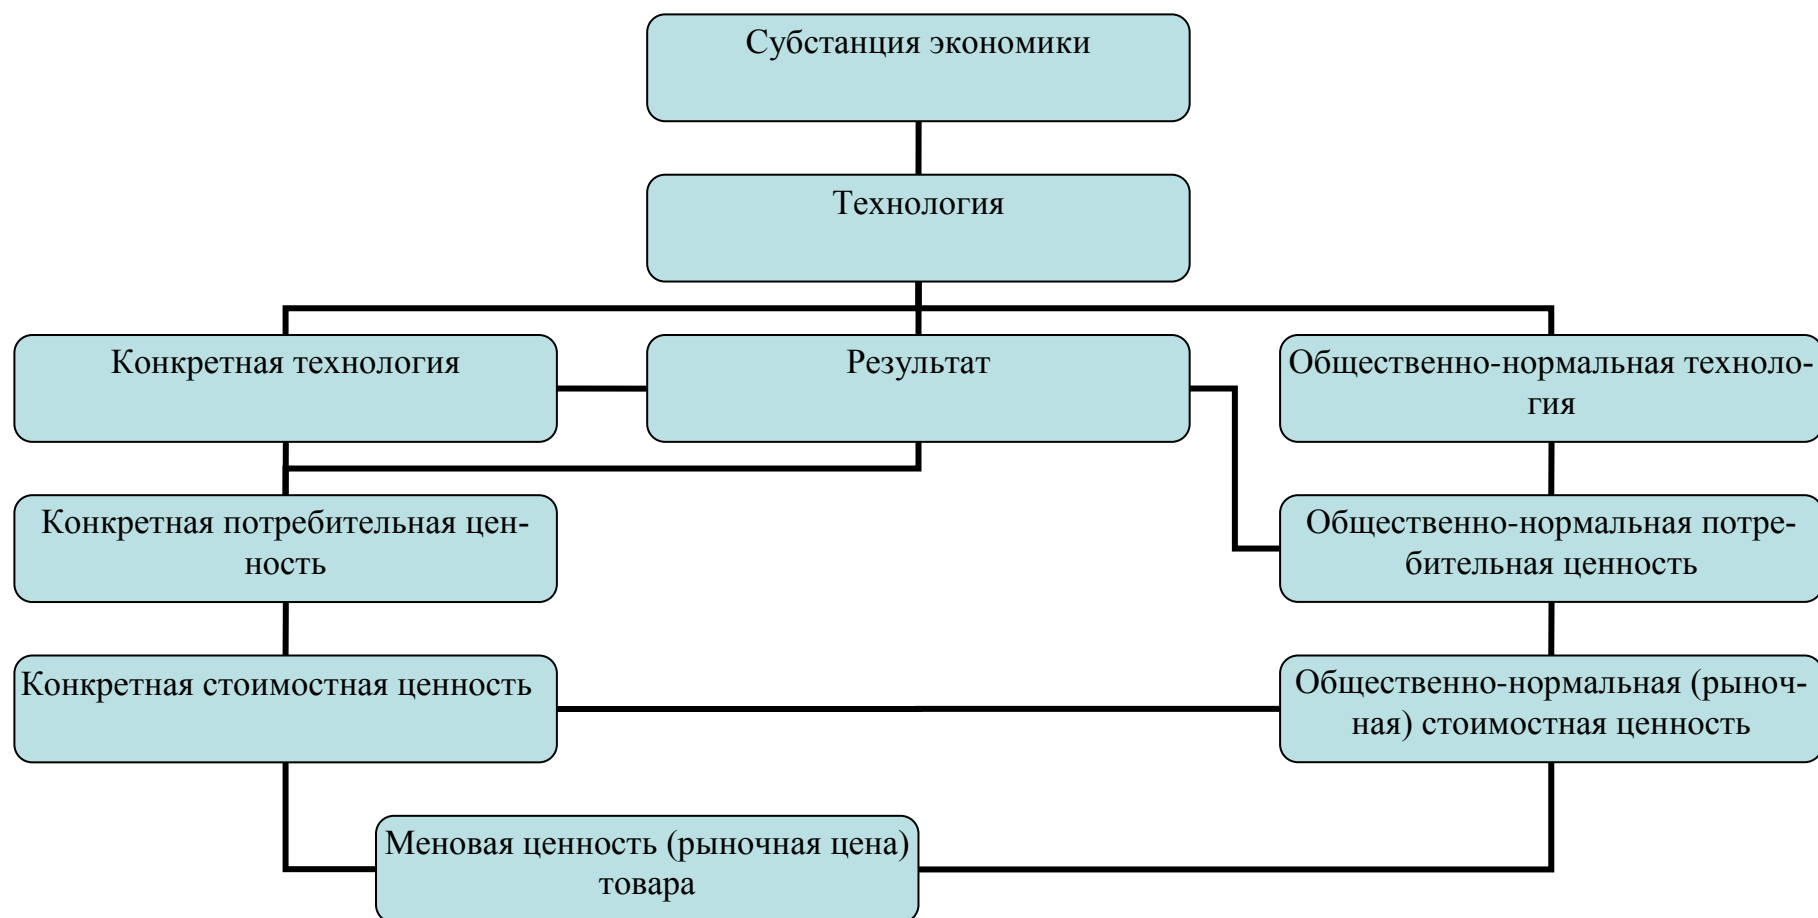 Субстанция экономики
Технология
Конкретная технология
Результат
Общественно-нормальная техноло-
гия
Конкретная потребительная цен-
ность
Общественно-нормальная потре-
бительная ценность
Конкретная стоимостная ценность
Общественно-нормальная (рыноч-
ная) стоимостная ценность
Меновая ценность (рыночная цена)
товара